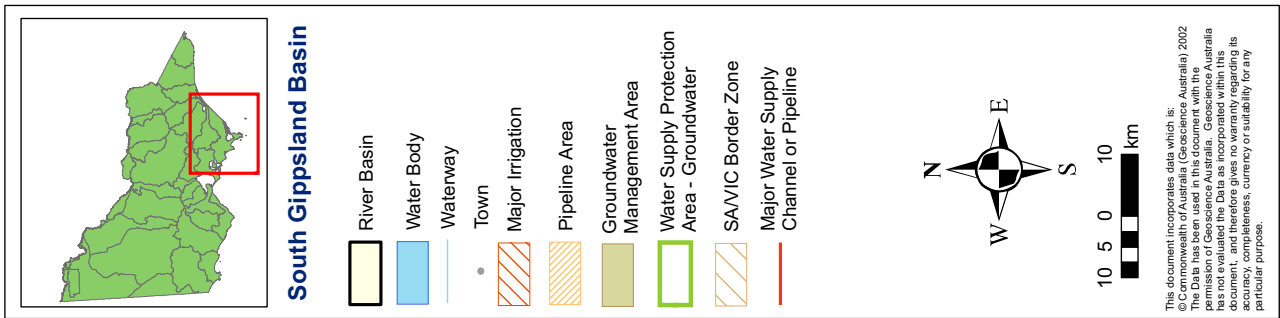 South Gippsland Basin
River Basin
Water Body
Waterway
Town
Major Irrigation
Pipeline Area
Groundwater
Management Area
Water Supply Protection
Area - Groundwater
SA/VIC Border Zone
Major Water Supply
Channel or Pipeline
N
W
E
S
10 5 0 10
km
This document incorporates data which is:
© Commonwealth of Australia (Geoscience Australia) 2002
The Data has been used in this document with the
permission of Geoscience Australia. Geoscience Australia
has not evaluated the Data as incorporated within this
document, and therefore gives no warranty regarding its
accuracy, completeness, currency or suitability for any
particular purpose.